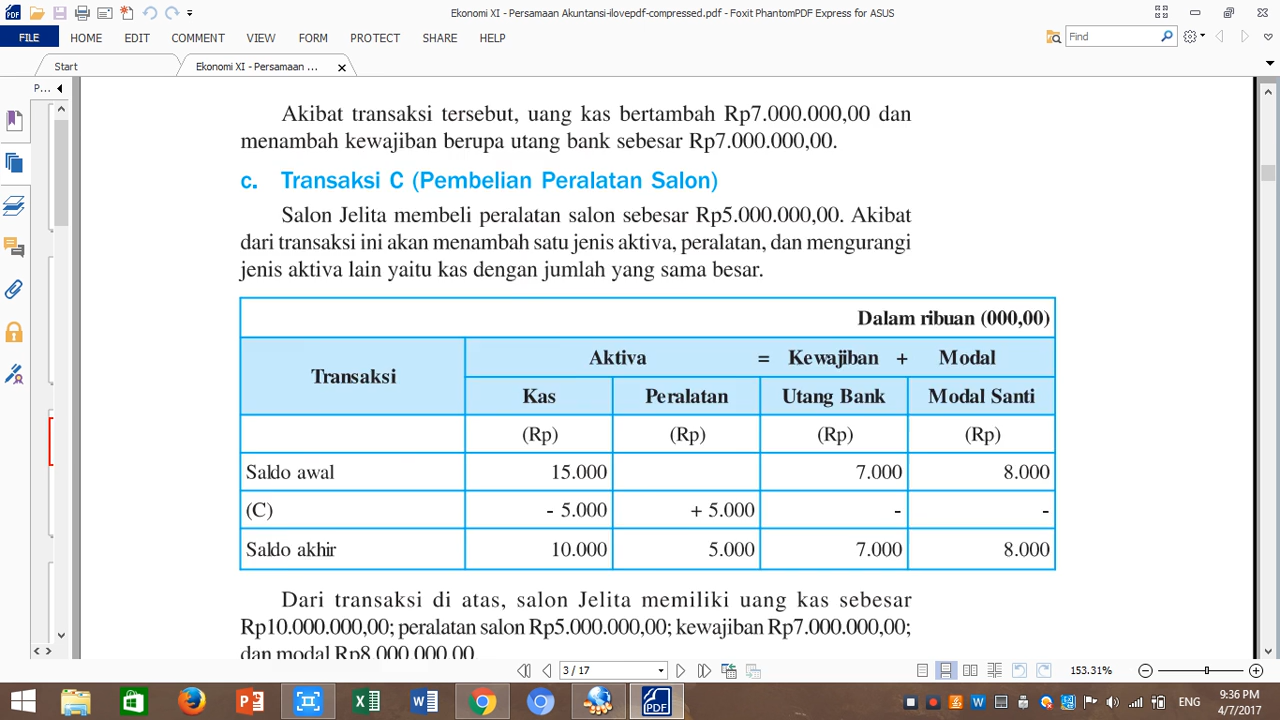 Ekonomi XI - Persamaan Akuntansi-ilovepdf-compressed.pdf - Foxit PhantomPDF Express for ASUS
FILE HOME EDIT COMMENT VIEW FORM PROTECT SHARE HELP Find
Start Ekonomi XI - Persamaan ...
P...
Akibat transaksi tersebut, uang kas bertambah Rp7.000.000,00 dan
menambah kewajiban berupa utang bank sebesar Rp7.000.000,00.
c. Transaksi C (Pembelian Peralatan Salon)
Salon Jelita membeli peralatan salon sebesar Rp5.000.000,00. Akibat
dari transaksi ini akan menambah satu jenis aktiva, peralatan, dan mengurangi
jenis aktiva lain yaitu kas dengan jumlah yang sama besar.
Dalam ribuan (000,00)
Transaksi Aktiva = Kewajiban + Modal
Kas Peralatan Utang Bank Modal Santi
(Rp) (Rp) (Rp) (Rp)
Saldo awal 15.000 7.000 8.000
(C) - 5.000 + 5.000 - -
Saldo akhir 10.000 5.000 7.000 8.000
Dari transaksi di atas, salon Jelita memiliki uang kas sebesar
Rp10.000.000,00; peralatan salon Rp5.000.000,00; kewajiban Rp7.000.000,00;
dan modal Rp8.000.000,00
3 / 17 153.31%
ENG 9:36 PM
4/7/2017